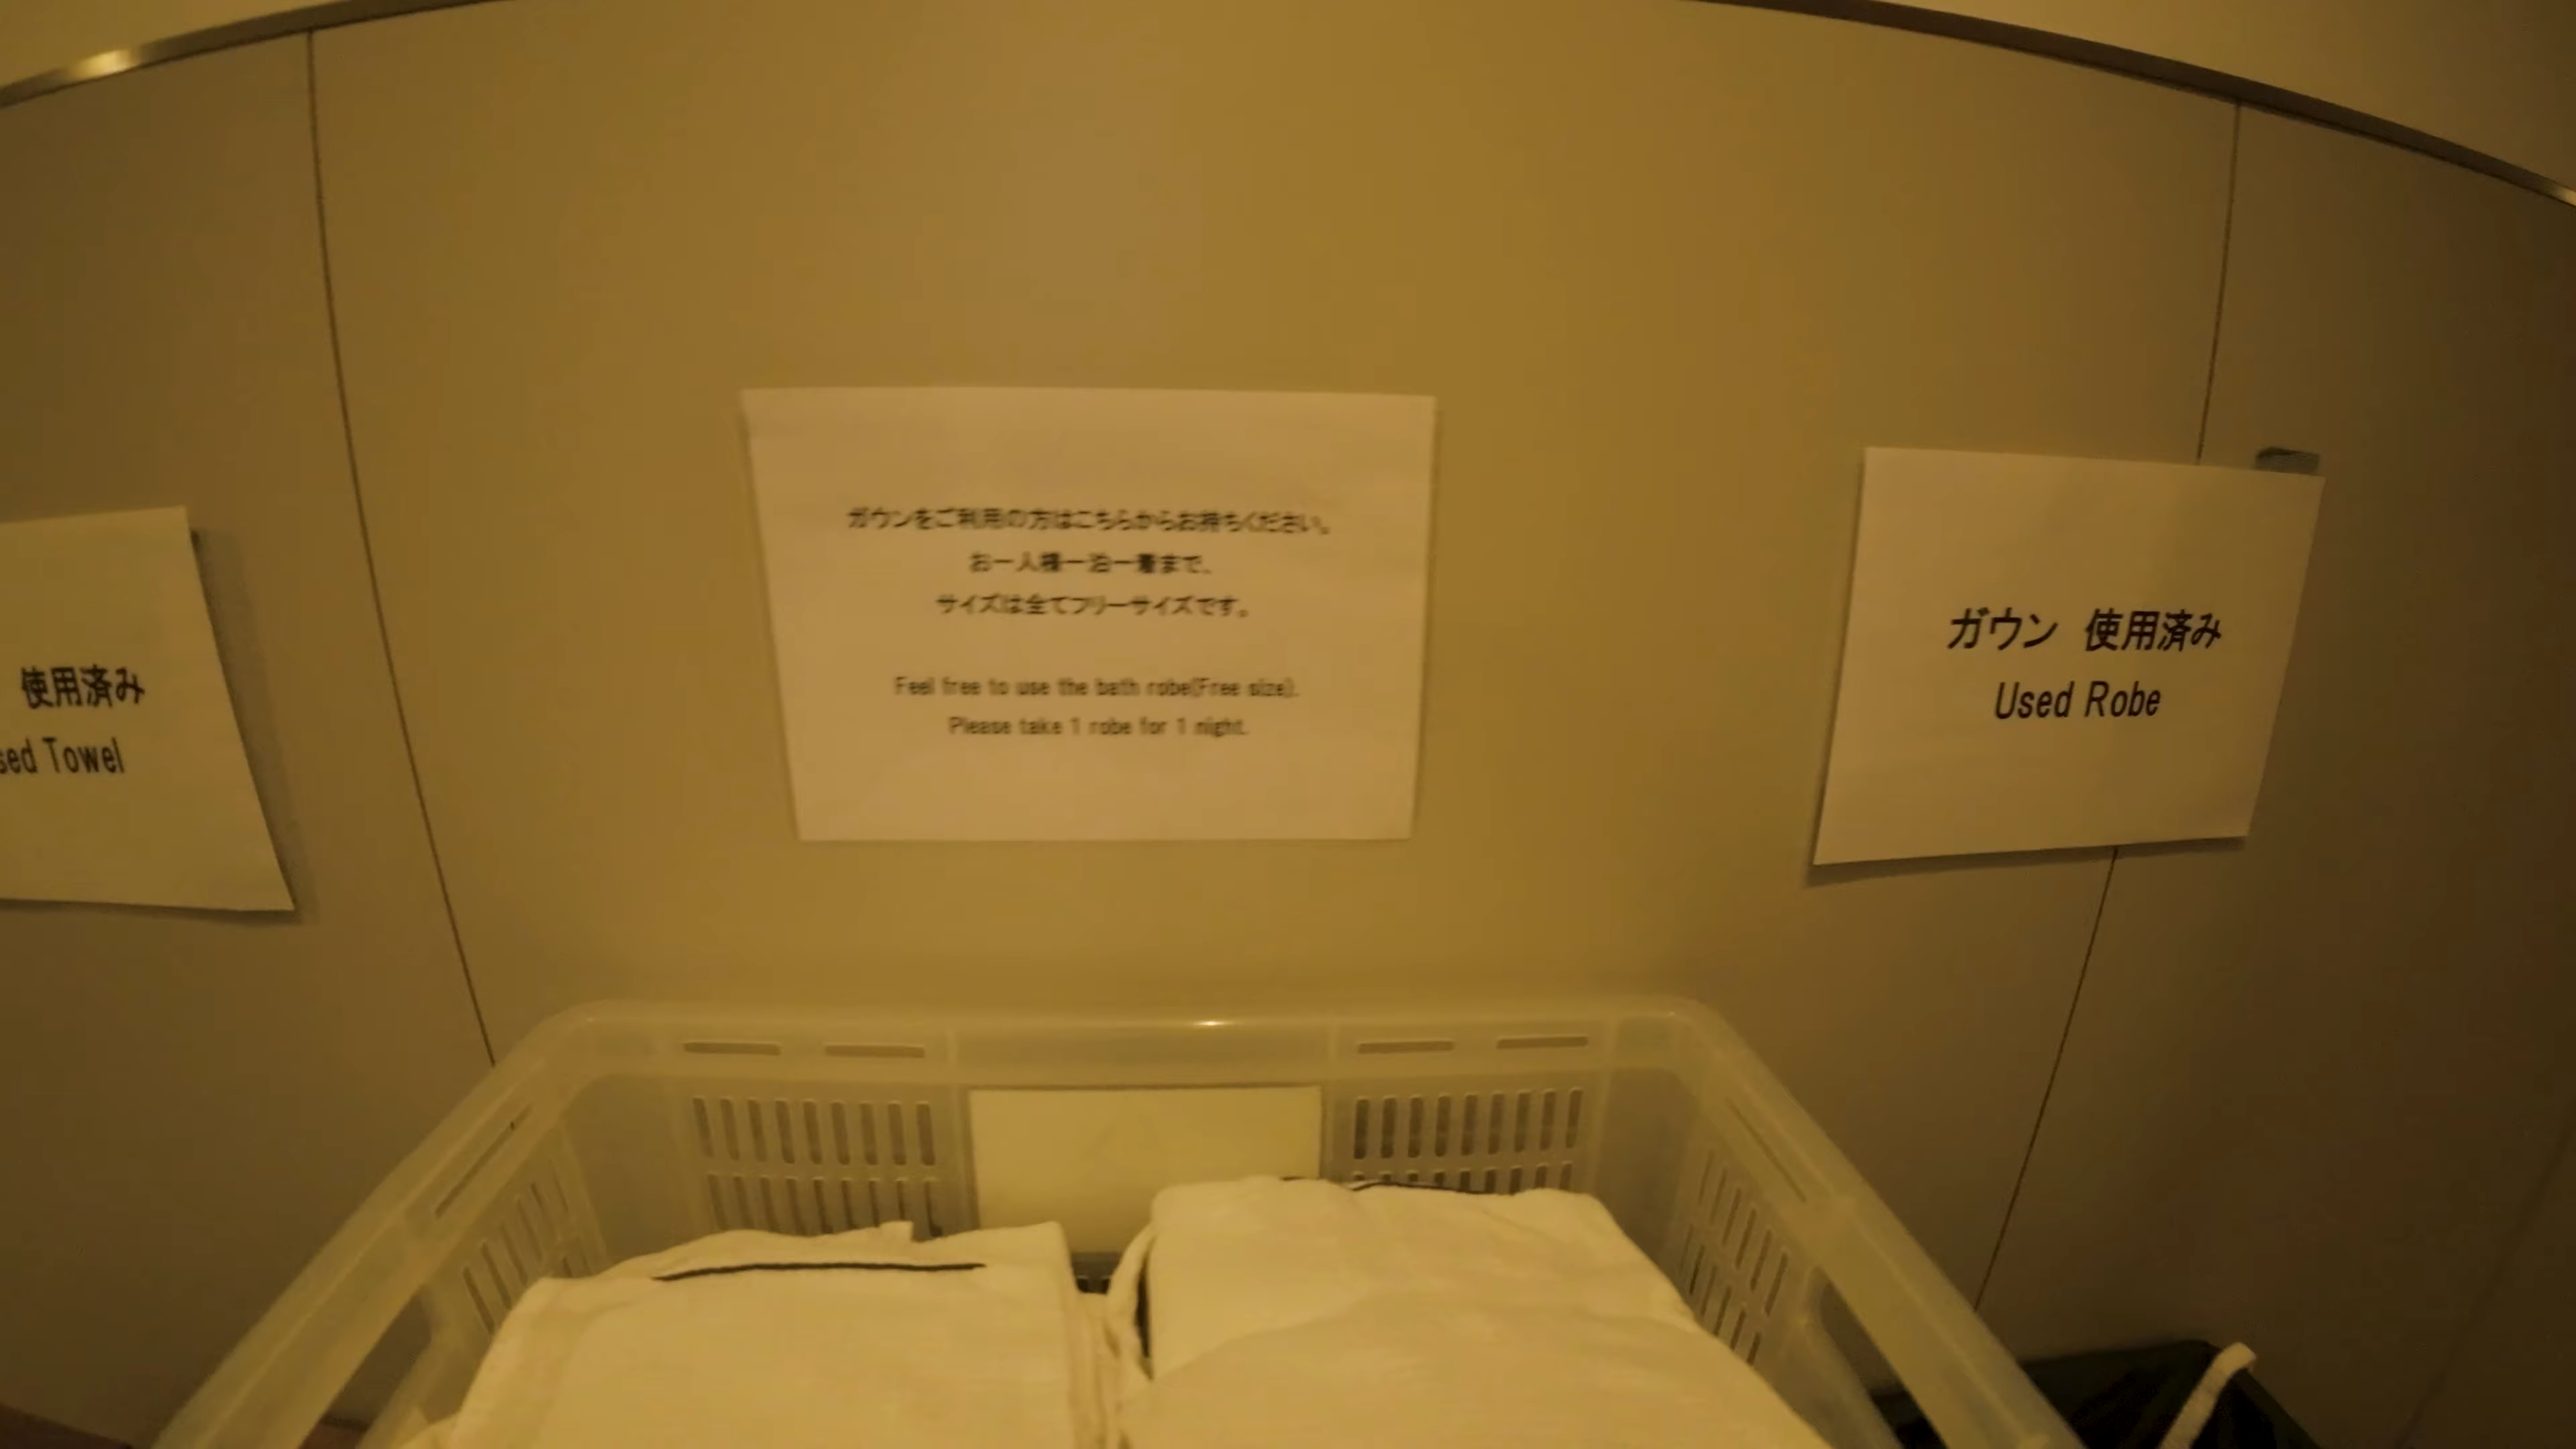 使用済み
sed Towel
ガウンをご利用の方はこちらからお持ちください。
お一人様一泊一着まで、
サイズは全てフリーサイズです。
Feel free to use the bath robe(Free size).
Please take 1 robe for 1 night.
ガウン 使用済み
Used Robe